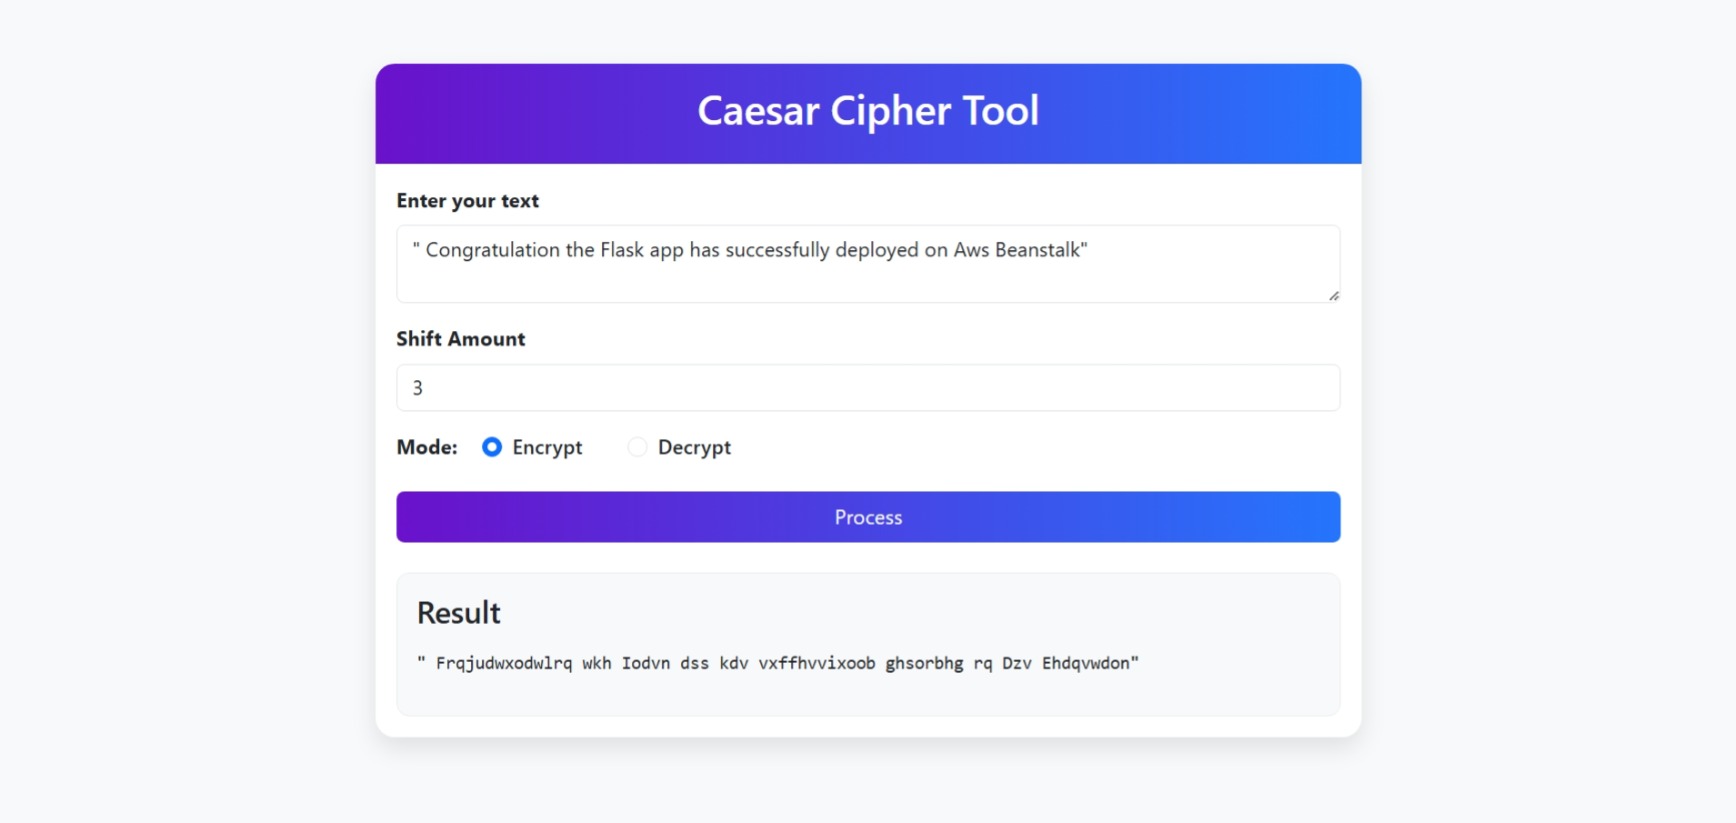 Caesar Cipher Tool
Enter your text
" Congratulation the Flask app has successfully deployed on Aws Beanstalk"
Shift Amount
3
Mode: Encrypt Decrypt
Process
Result
" Frqjudwxodwlrq wkh Iodvn dss kdv vxffhvvixoob ghsorbhg rq Dzv Ehdqvwdon"